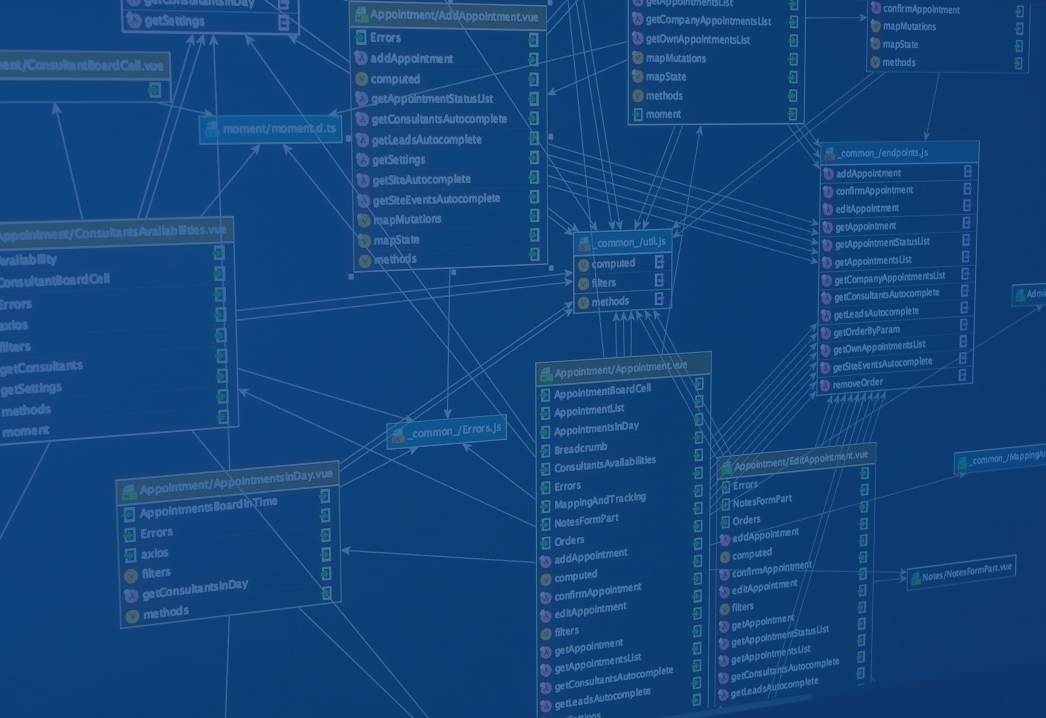 getSettings
ent/ConsultantBoardCell.vue
moment/moment.d.ts
Appointment/AddAppointment.vue
Errors
addAppointment
computed
getAppointmentStatusList
getConsultantsAutocomplete
getLeadsAutocomplete
getSettings
getSiteAutocomplete
getSiteEventsAutocomplete
mapMutations
mapState
methods
getAppointmentsList
getCompanyAppointmentsList
getOwnAppointmentsList
mapMutations
mapState
methods
moment
confirmAppointment
mapMutations
mapState
methods
_common_/endpoints.js
addAppointment
confirmAppointment
editAppointment
getAppointment
getAppointmentStatusList
getAppointmentsList
getCompanyAppointmentsList
getConsultantsAutocomplete
getLeadsAutocomplete
getOrderByParam
getOwnAppointmentsList
getSiteEventsAutocomplete
removeOrder
_common_/util.js
computed
filters
methods
Appointment/ConsultantsAvailabilities.vue
Availability
ConsultantBoardCell
Errors
axios
filters
getConsultants
getSettings
methods
moment
_common_/Errors.js
Appointment/AppointmentsInDay.vue
AppointmentsBoardInTime
Errors
axios
filters
getConsultantsInDay
methods
Appointment/Appointment.vue
AppointmentBoardCell
AppointmentList
AppointmentsInDay
Breadcrumb
ConsultantsAvailabilities
Errors
MappingAndTracking
NotesFormPart
Orders
addAppointment
computed
confirmAppointment
editAppointment
filters
getAppointment
getAppointmentsList
getConsultantsAutocomplete
getLeadsAutocomplete
Appointment/EditAppointment.vue
Errors
NotesFormPart
Orders
addAppointment
computed
confirmAppointment
editAppointment
filters
getAppointment
getAppointmentStatusList
getAppointmentsList
getConsultantsAutocomplete
getLeadsAutocomplete
Admi
_common_/MappingAn
Notes/NotesFormPart.vue